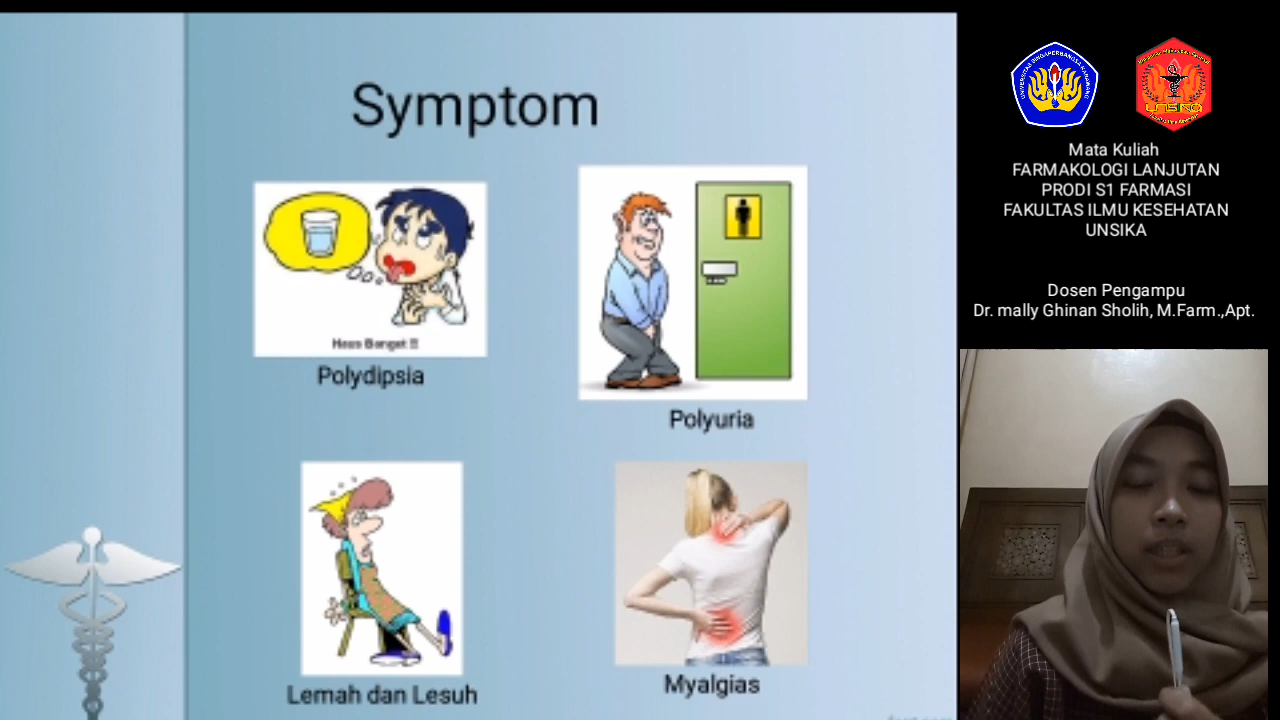 Symptom
Haus Banget !!
Polydipsia
Polyuria
Lemah dan Lesuh
Myalgias
Mata Kuliah
FARMAKOLOGI LANJUTAN
PRODI S1 FARMASI
FAKULTAS ILMU KESEHATAN
UNSIKA
Dosen Pengampu
Dr. mally Ghinan Sholih, M.Farm.,Apt.